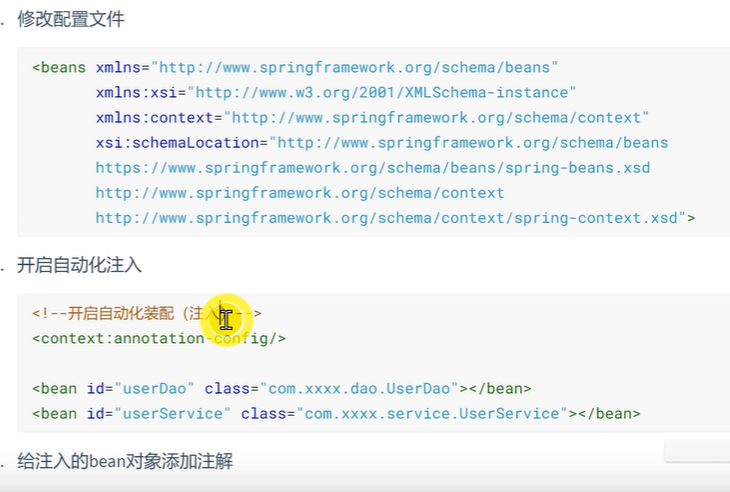 . 修改配置文件
<beans xmlns="http://www.springframework.org/schema/beans"
xmlns:xsi="http://www.w3.org/2001/XMLSchema-instance"
xmlns:context="http://www.springframework.org/schema/context"
xsi:schemaLocation="http://www.springframework.org/schema/beans
https://www.springframework.org/schema/beans/spring-beans.xsd
http://www.springframework.org/schema/context
http://www.springframework.org/schema/context/spring-context.xsd">
. 开启自动化注入
<!--开启自动化装配（注入）-->
<context:annotation-config/>
<bean id="userDao" class="com.xxxx.dao.UserDao"></bean>
<bean id="userService" class="com.xxxx.service.UserService"></bean>
. 给注入的bean对象添加注解